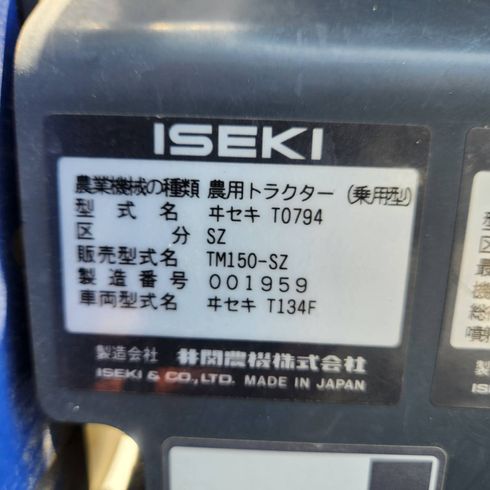 ISEKI
農業機械の種類 農用トラクター(乗用型)
型式名 ヰセキ T0794
区分 SZ
販売型式名 TM150-SZ
製造番号 001959
車両型式名 ヰセキ T134F
製造会社 井関農機株式会社
ISEKI & CO.,LTD. MADE IN JAPAN